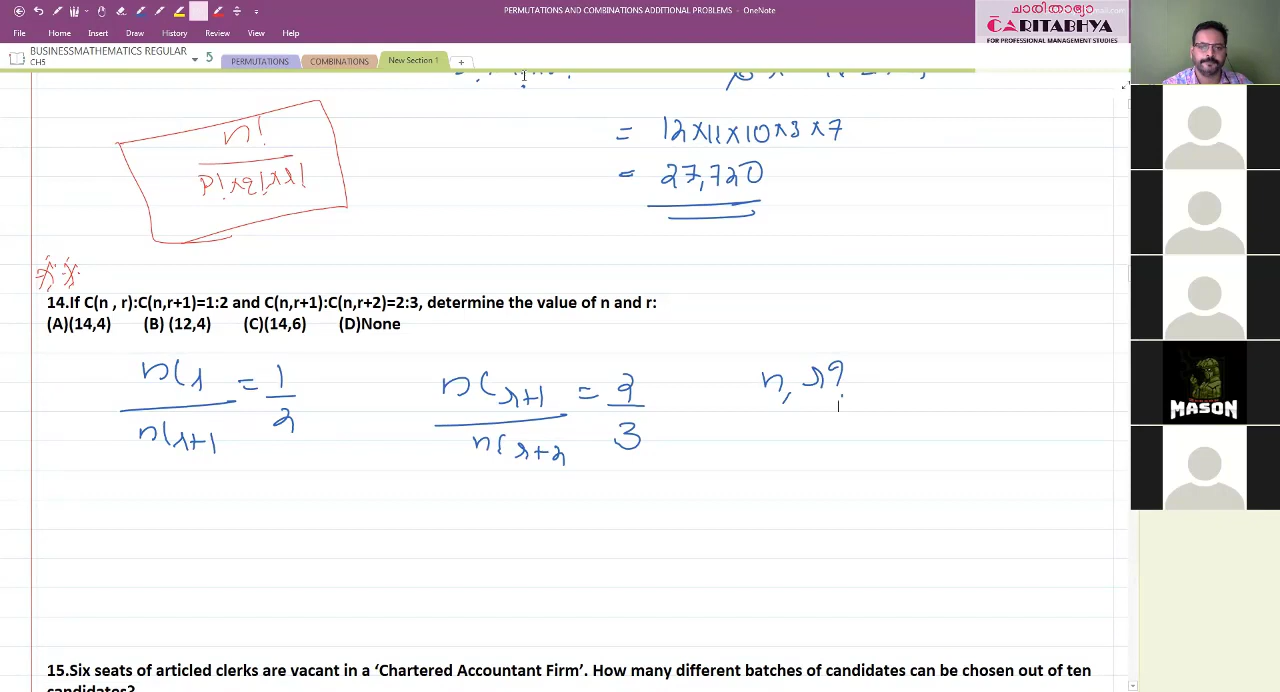 PERMUTATIONS AND COMBINATIONS ADDITIONAL PROBLEMS - OneNote
ചാരിതാഭ്യാ
CARITABHYA
FOR PROFESSIONAL MANAGEMENT STUDIES
File Home Insert Draw History Review View Help
BUSINESSMATHEMATICS REGULAR
CH5
PERMUTATIONS COMBINATIONS New Section 1
= 12×11×10×3×7
= 27,720
n!
14.If C(n , r):C(n,r+1)=1:2 and C(n,r+1):C(n,r+2)=2:3, determine the value of n and r:
(A)(14,4) (B) (12,4) (C)(14,6) (D)None
nCr / nCr+1 = 1/2 nCr+1 / nCr+2 = 2/3 n, r?
MASON
15.Six seats of articled clerks are vacant in a ‘Chartered Accountant Firm’. How many different batches of candidates can be chosen out of ten
candidates?